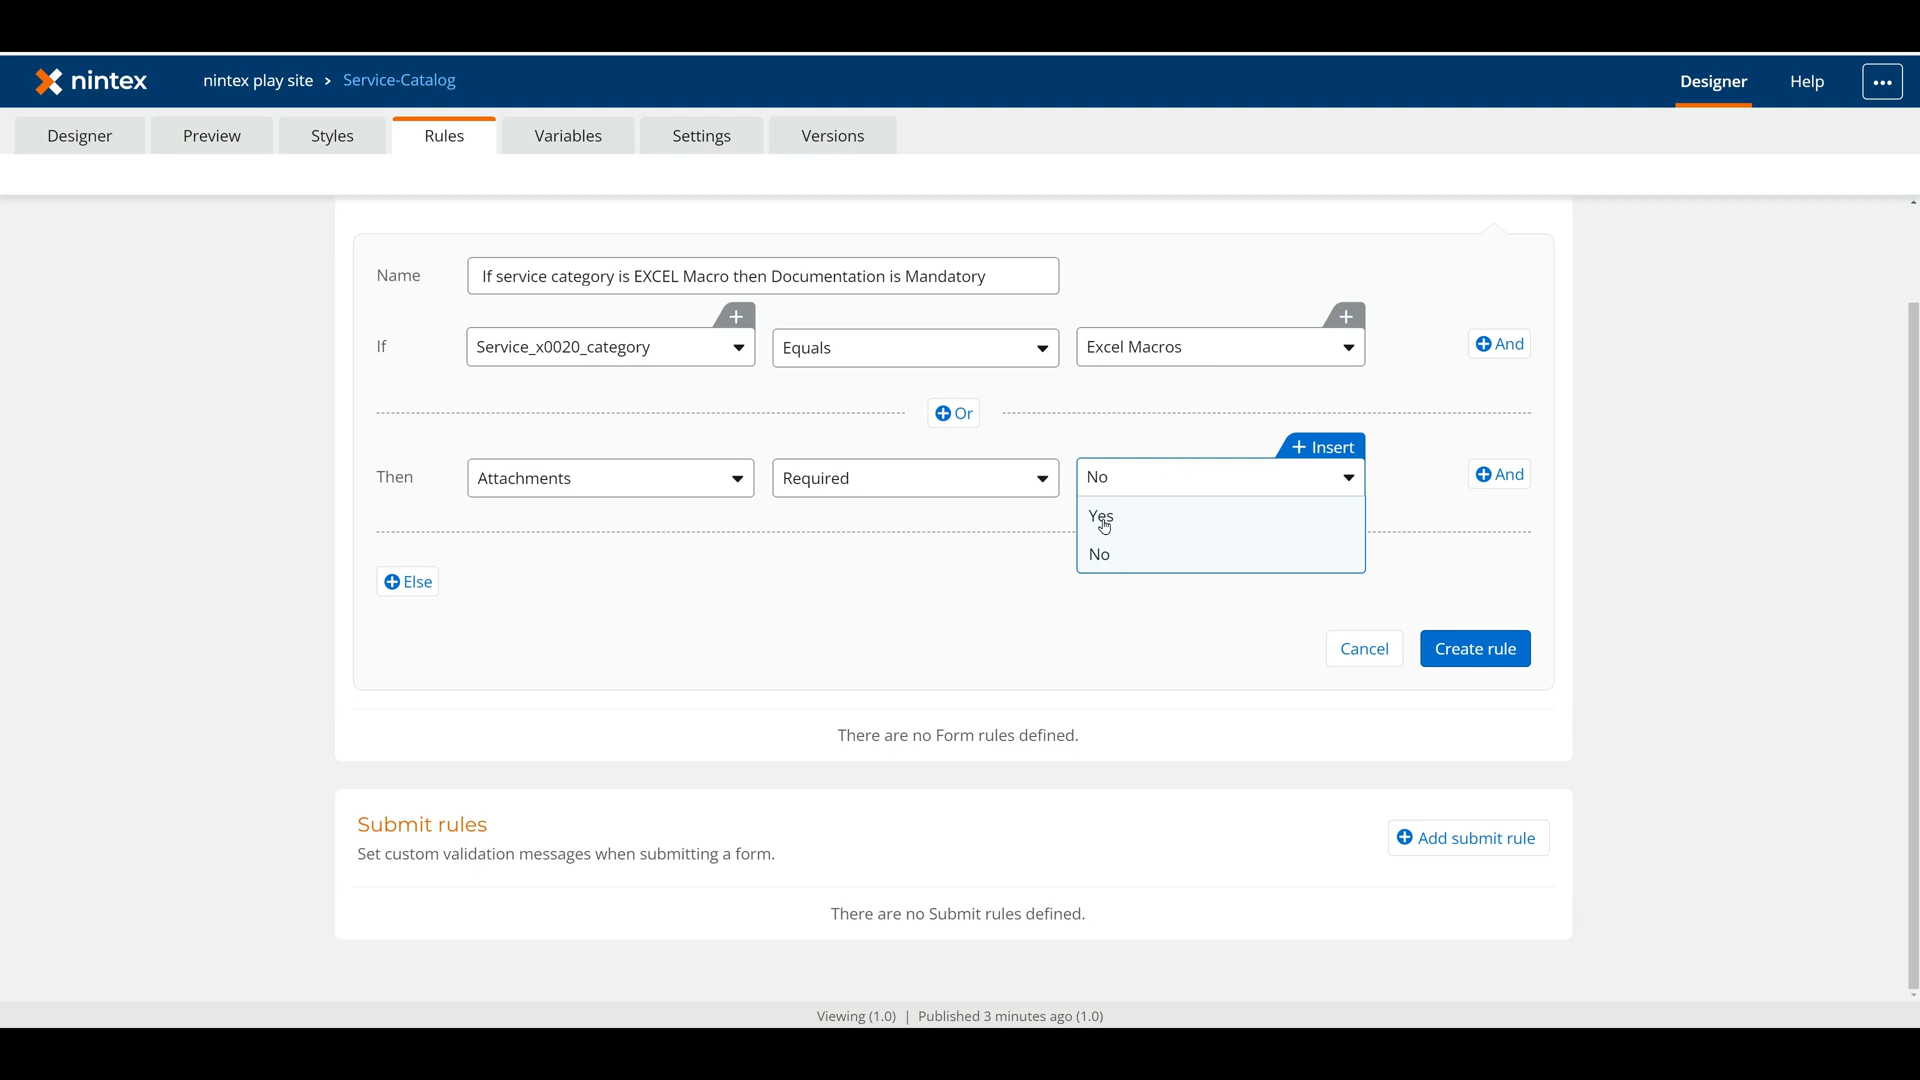 nintex nintex play site > Service-Catalog Designer Help ...
Designer Preview Styles Rules Variables Settings Versions
Name If service category is EXCEL Macro then Documentation is Mandatory
+ +
If Service_x0020_category Equals Excel Macros + And
+ Or
+ Insert
Then Attachments Required No + And
Yes
No
+ Else
Cancel Create rule
There are no Form rules defined.
Submit rules
+ Add submit rule
Set custom validation messages when submitting a form.
There are no Submit rules defined.
Viewing (1.0) | Published 3 minutes ago (1.0)